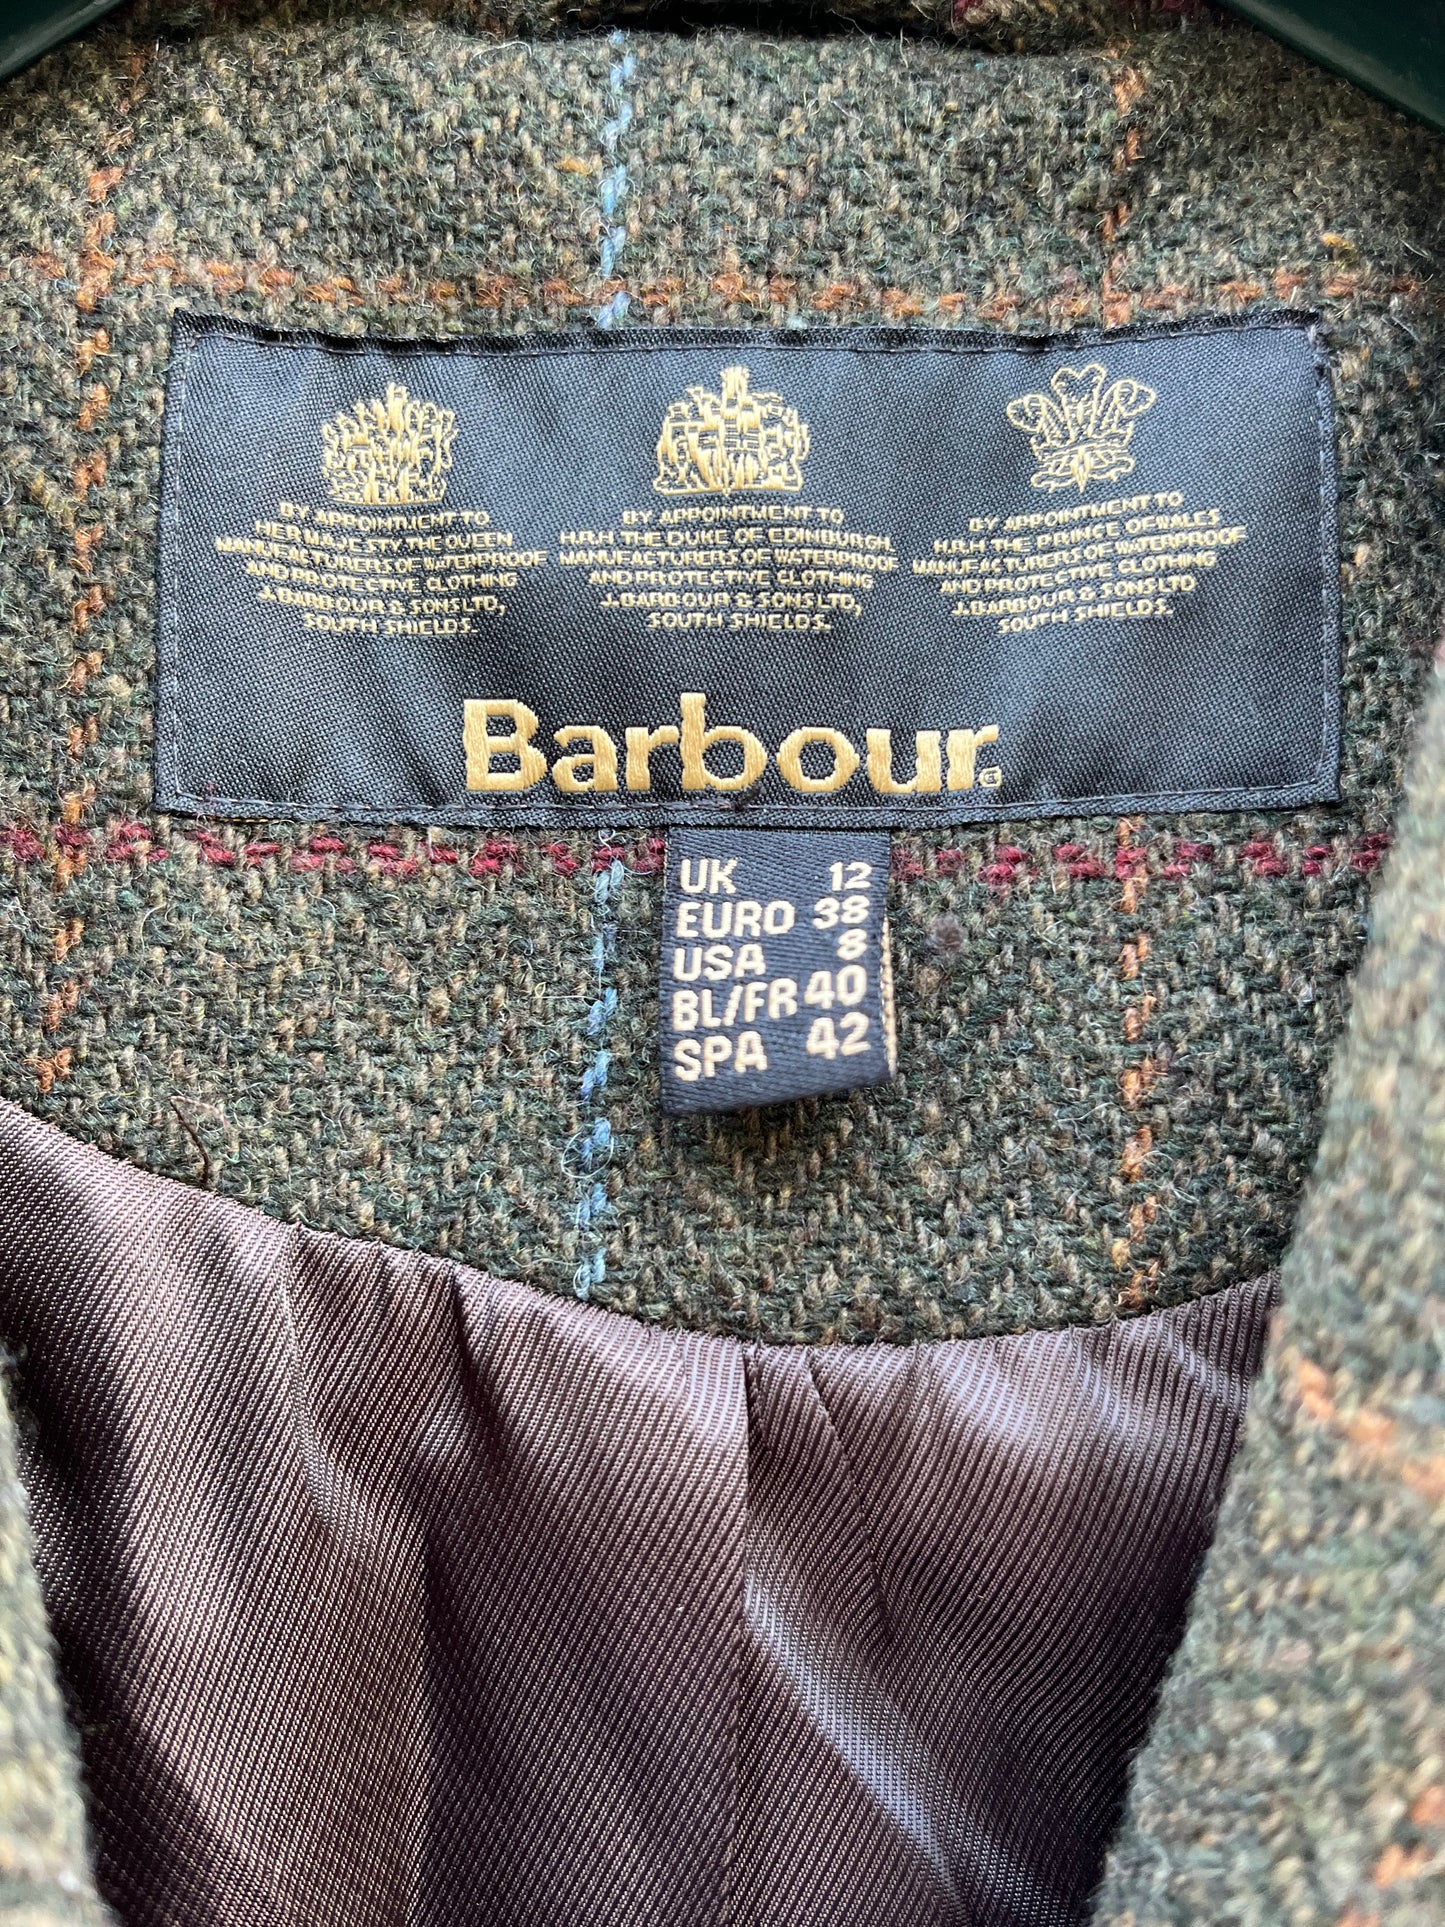 BY APPOINTMENT TO
HER MAJESTY THE QUEEN
MANUFACTURERS OF WATERPROOF
AND PROTECTIVE CLOTHING
J. BARBOUR & SONS LTD,
SOUTH SHIELDS.
BY APPOINTMENT TO
H.R.H THE DUKE OF EDINBURGH
MANUFACTURERS OF WATERPROOF
AND PROTECTIVE CLOTHING
J. BARBOUR & SONS LTD,
SOUTH SHIELDS.
BY APPOINTMENT TO
H.R.H THE PRINCE OF WALES
MANUFACTURERS OF WATERPROOF
AND PROTECTIVE CLOTHING
J. BARBOUR & SONS LTD,
SOUTH SHIELDS.
Barbour®
UK 12
EURO 38
USA 8
BL/FR 40
SPA 42